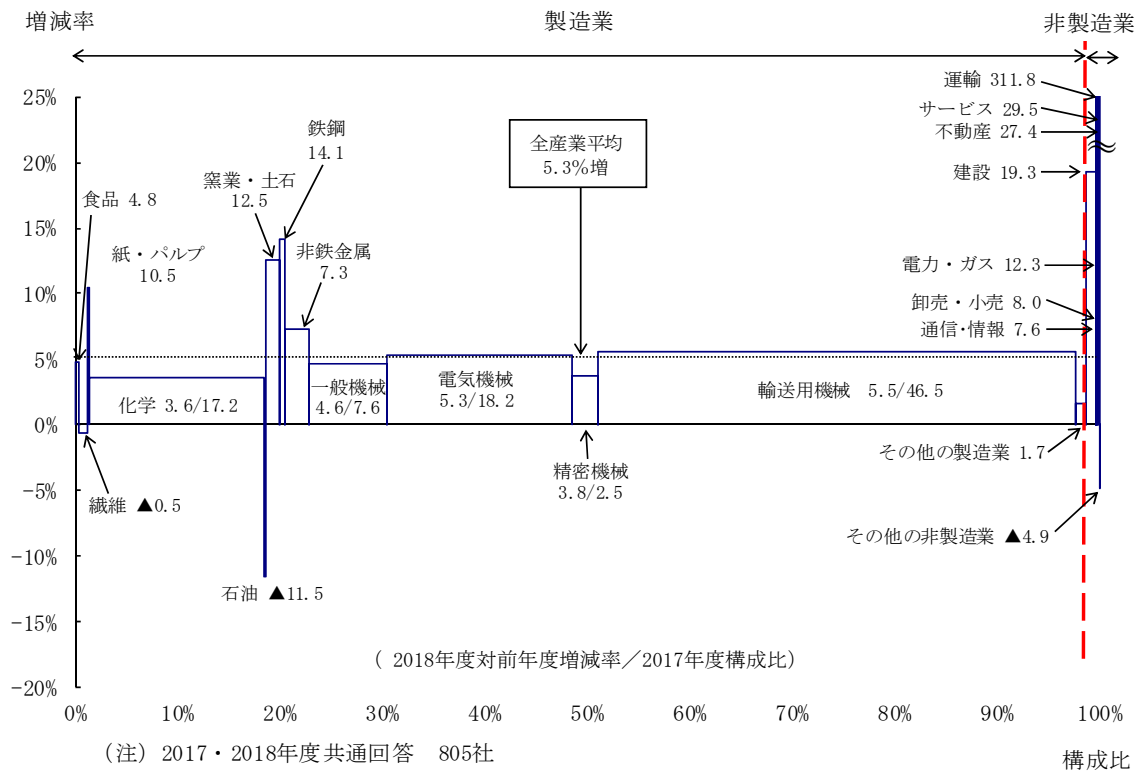 増減率
製造業
非製造業
25%
20%
15%
10%
5%
0%
-5%
-10%
-15%
-20%
食品 4.8
紙・パルプ
10.5
窯業・土石
12.5
鉄鋼
14.1
非鉄金属
7.3
全産業平均
5.3%増
運輸 311.8
サービス 29.5
不動産 27.4
建設 19.3
電力・ガス 12.3
卸売・小売 8.0
通信・情報 7.6
化学 3.6/17.2
一般機械
4.6/7.6
電気機械
5.3/18.2
輸送用機械 5.5/46.5
精密機械
3.8/2.5
その他の製造業 1.7
繊維 ▲0.5
その他の非製造業 ▲4.9
石油 ▲11.5
( 2018年度対前年度増減率／2017年度構成比)
0% 10% 20% 30% 40% 50% 60% 70% 80% 90% 100%
(注) 2017・2018年度共通回答 805社
構成比